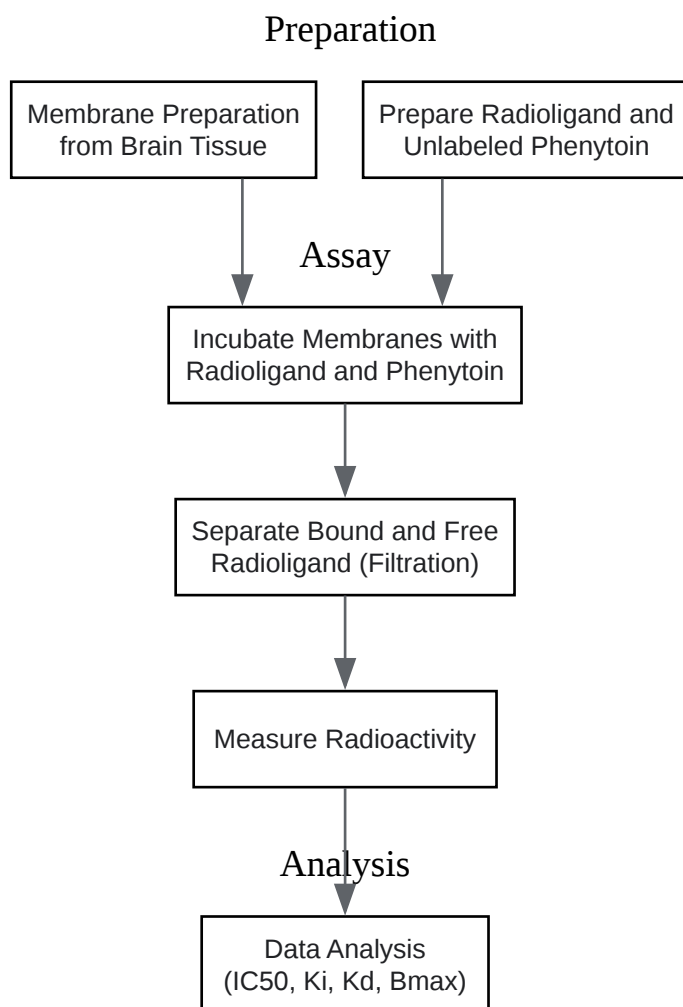 Preparation
Membrane Preparation
from Brain Tissue
Prepare Radioligand and
Unlabeled Phenytoin
Assay
Incubate Membranes with
Radioligand and Phenytoin
Separate Bound and Free
Radioligand (Filtration)
Measure Radioactivity
Analysis
Data Analysis
(IC50, Ki, Kd, Bmax)